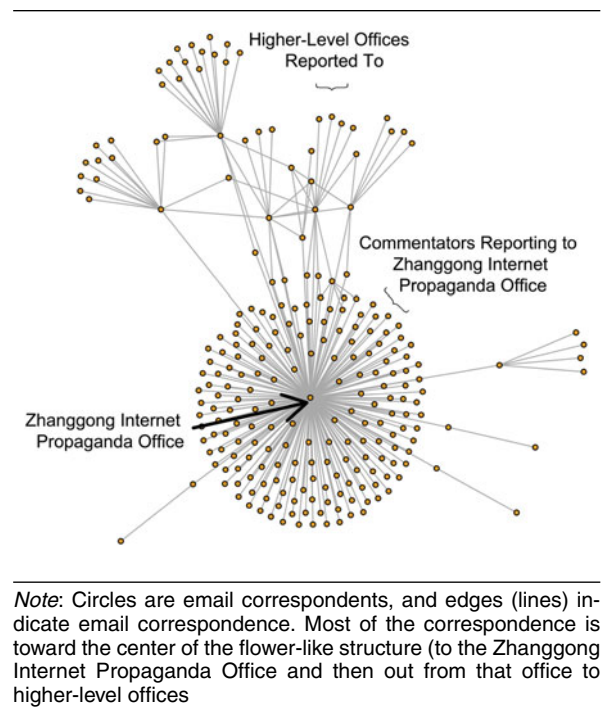 Higher-Level Offices
Reported To
Commentators Reporting to
Zhanggong Internet
Propaganda Office
Zhanggong Internet
Propaganda Office
Note: Circles are email correspondents, and edges (lines) in-
dicate email correspondence. Most of the correspondence is
toward the center of the flower-like structure (to the Zhanggong
Internet Propaganda Office and then out from that office to
higher-level offices